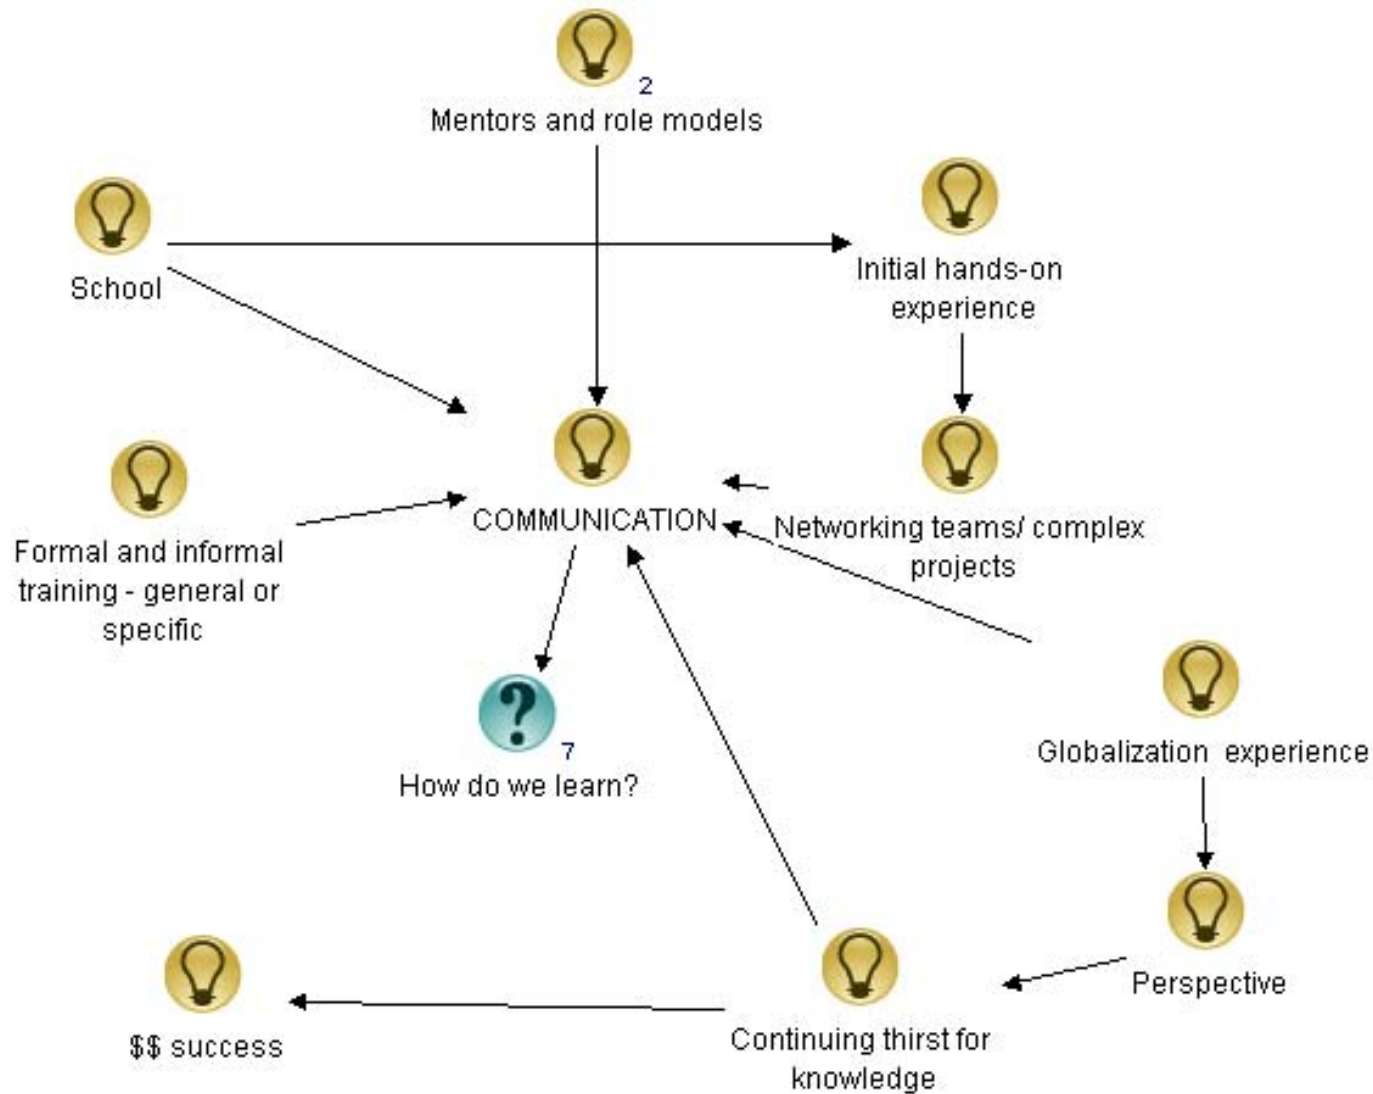 2
Mentors and role models
School
Initial hands-on
experience
COMMUNICATION
Networking teams/ complex
projects
Formal and informal
training - general or
specific
?
7
How do we learn?
Globalization experience
Perspective
Continuing thirst for
knowledge
$$ success